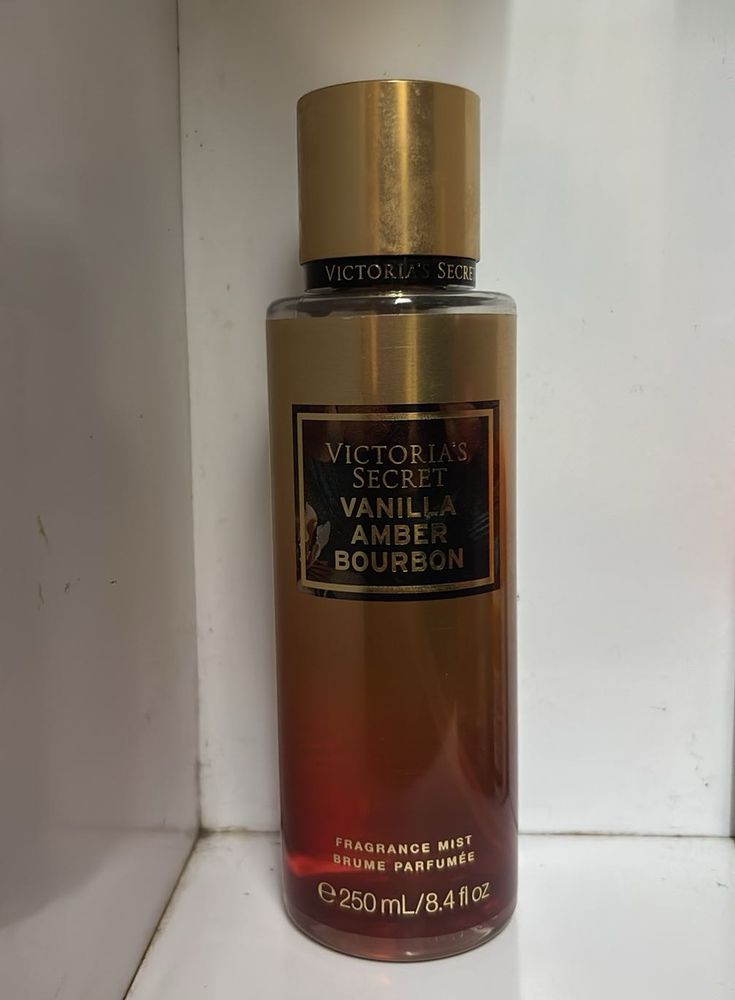 VICTORIA'S SECRE
VICTORIA'S
SECRET
VANILLA
AMBER
BOURBON
FRAGRANCE MIST
BRUME PARFUMÉE
℮ 250 mL/8.4 fl oz